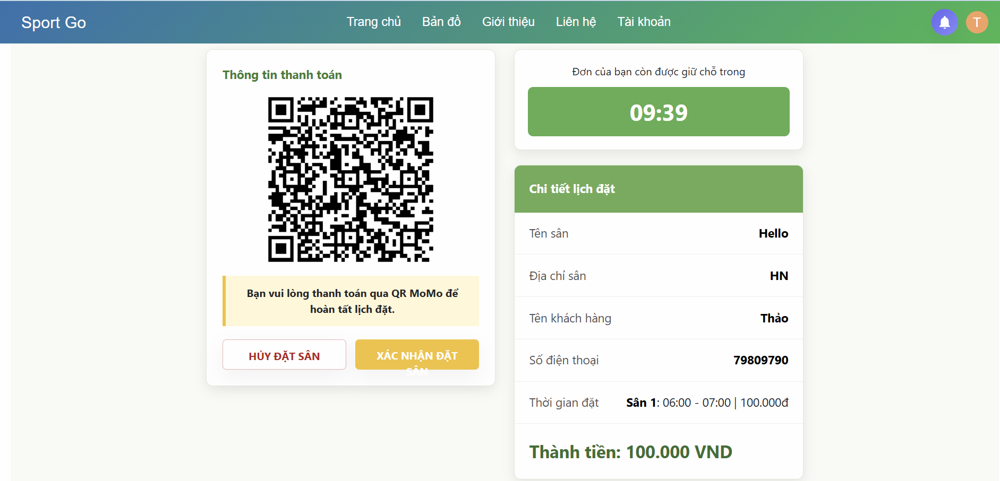 Sport Go
Trang chủ
Bản đồ
Giới thiệu
Liên hệ
Tài khoản
T
Thông tin thanh toán
Bạn vui lòng thanh toán qua QR MoMo để
hoàn tất lịch đặt.
HỦY ĐẶT SÂN
XÁC NHẬN ĐẶT
SÂN
Đơn của bạn còn được giữ chỗ trong
09:39
Chi tiết lịch đặt
Tên sân Hello
Địa chỉ sân HN
Tên khách hàng Thảo
Số điện thoại 79809790
Thời gian đặt Sân 1: 06:00 - 07:00 | 100.000đ
Thành tiền: 100.000 VND